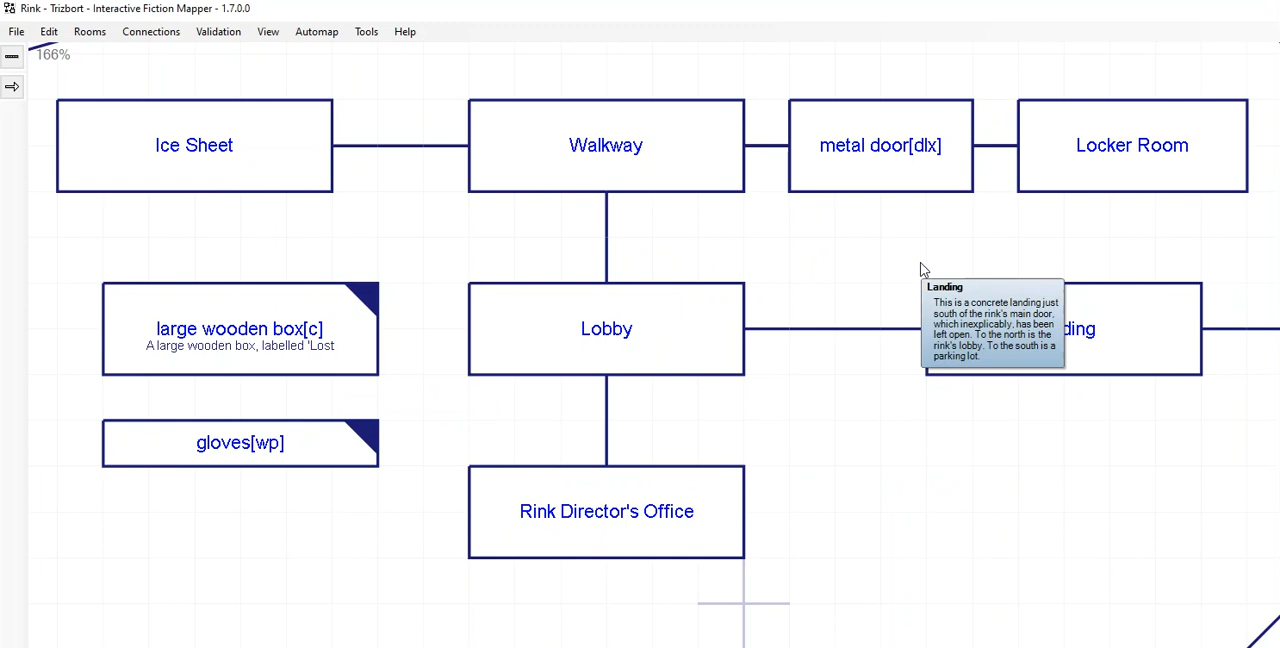 Rink - Trizbort - Interactive Fiction Mapper - 1.7.0.0
File Edit Rooms Connections Validation View Automap Tools Help
166%
Ice Sheet
Walkway
metal door[dlx]
Locker Room
large wooden box[c]
A large wooden box, labelled 'Lost
Lobby
Landing
This is a concrete landing just
south of the rink's main door,
which inexplicably, has been
left open. To the north is the
rink's lobby. To the south is a
parking lot.
ding
gloves[wp]
Rink Director's Office